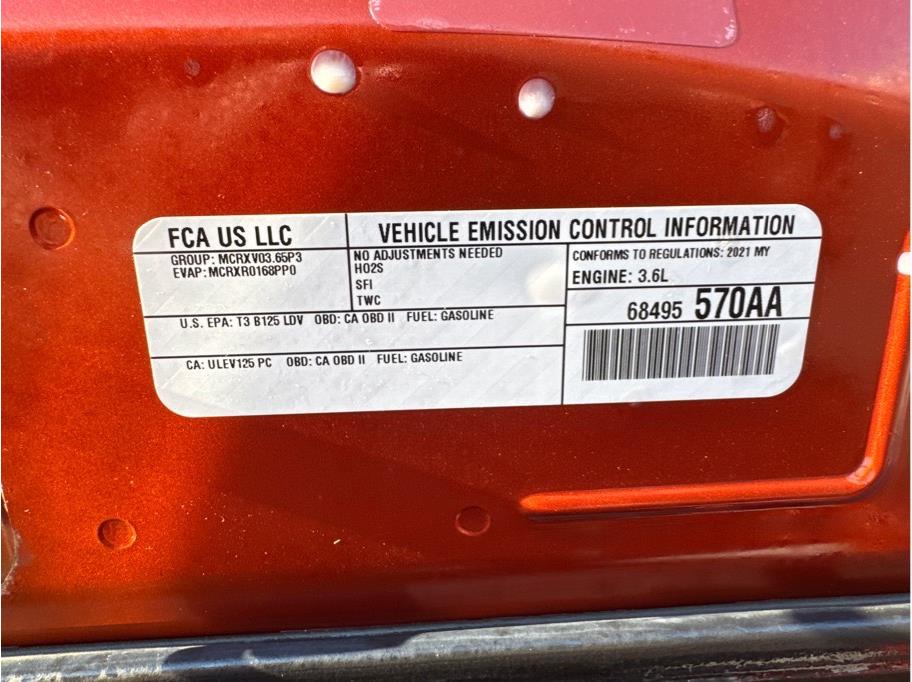 FCA US LLC
VEHICLE EMISSION CONTROL INFORMATION
GROUP: MCRXV03.65P3
EVAP: MCRXR0168PP0
NO ADJUSTMENTS NEEDED
HO2S
SFI
TWC
CONFORMS TO REGULATIONS: 2021 MY
ENGINE: 3.6L
68495 570AA
U.S. EPA: T3 B125 LDV OBD: CA OBD II FUEL: GASOLINE
CA: ULEV125 PC OBD: CA OBD II FUEL: GASOLINE